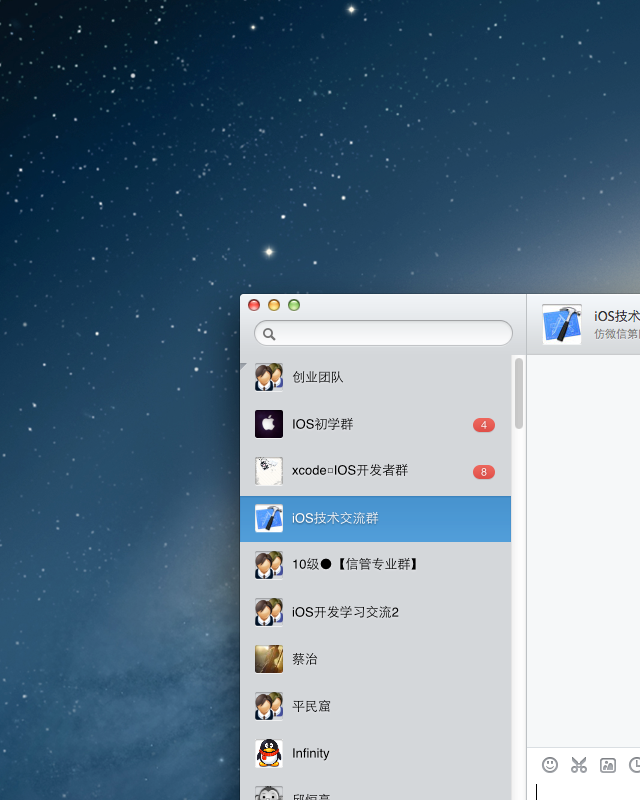 iOS技术
仿微信第
创业团队
IOS初学群
4
xcode▫IOS开发者群
8
iOS技术交流群
10级●【信管专业群】
iOS开发学习交流2
蔡治
平民窟
Infinity